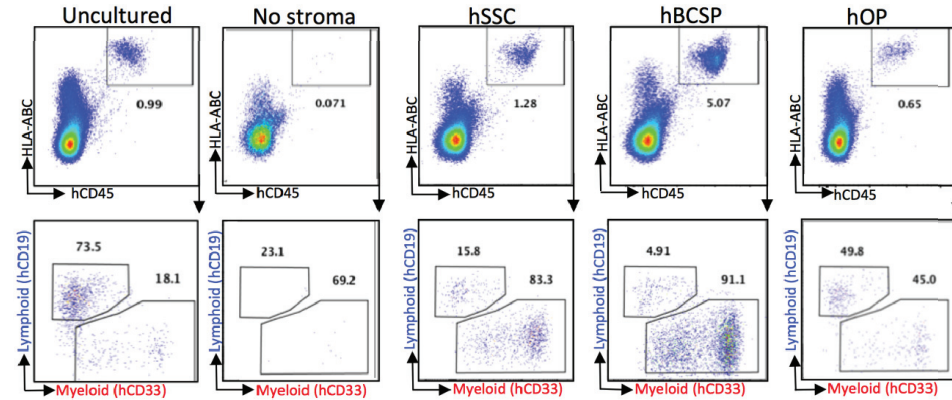 Uncultured
No stroma
hSSC
hBCSP
hOP
HLA-ABC
0.99
hCD45
HLA-ABC
0.071
hCD45
HLA-ABC
1.28
hCD45
HLA-ABC
5.07
hCD45
HLA-ABC
0.65
hCD45
Lymphoid (hCD19)
73.5
18.1
Myeloid (hCD33)
Lymphoid (hCD19)
23.1
69.2
Myeloid (hCD33)
Lymphoid (hCD19)
15.8
83.3
Myeloid (hCD33)
Lymphoid (hCD19)
4.91
91.1
Myeloid (hCD33)
Lymphoid (hCD19)
49.8
45.0
Myeloid (hCD33)